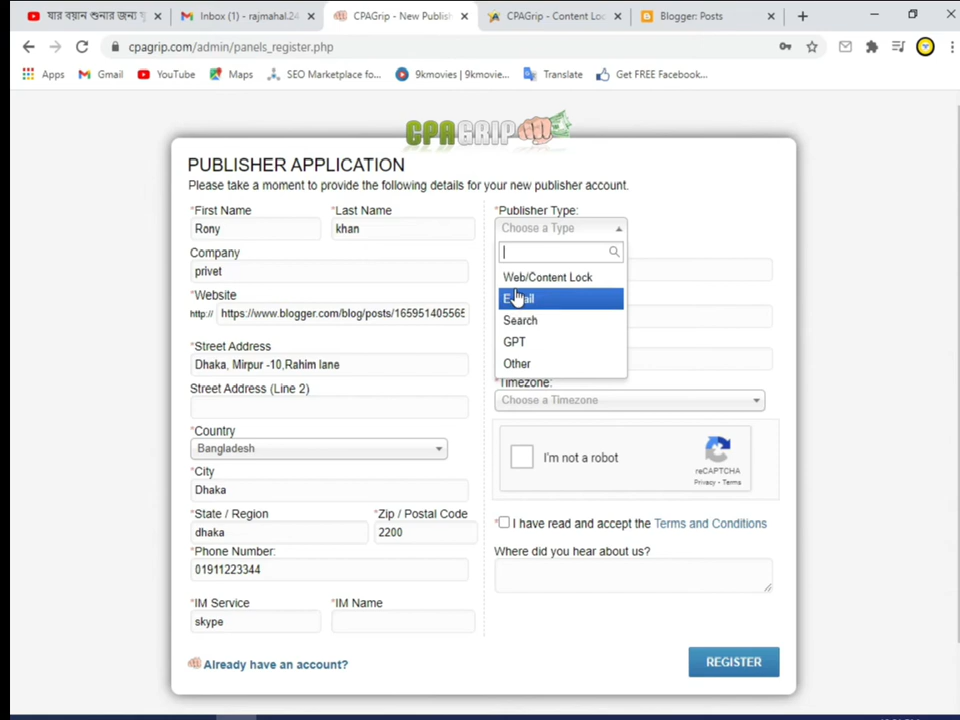 যার বয়ান শুনার জন্য
Inbox (1) - rajmahal.24
CPAGrip - New Publish
CPAGrip - Content Loc
Blogger: Posts
cpagrip.com/admin/panels_register.php
Apps
Gmail
YouTube
Maps
SEO Marketplace fo...
9kmovies | 9kmovie...
Translate
Get FREE Facebook...
CPAGRIP
PUBLISHER APPLICATION
Please take a moment to provide the following details for your new publisher account.
*First Name
*Last Name
*Publisher Type:
Rony
khan
Choose a Type
Company
privet
Web/Content Lock
*Website
http://
https://www.blogger.com/blog/posts/165951405565
Search
*Street Address
GPT
Dhaka, Mirpur -10,Rahim lane
Other
Street Address (Line 2)
*Timezone:
Choose a Timezone
*Country
Bangladesh
I'm not a robot
reCAPTCHA
Privacy - Terms
*City
Dhaka
*State / Region
*Zip / Postal Code
dhaka
2200
*I have read and accept the Terms and Conditions
*Phone Number:
Where did you hear about us?
01911223344
*IM Service
*IM Name
skype
Already have an account?
REGISTER